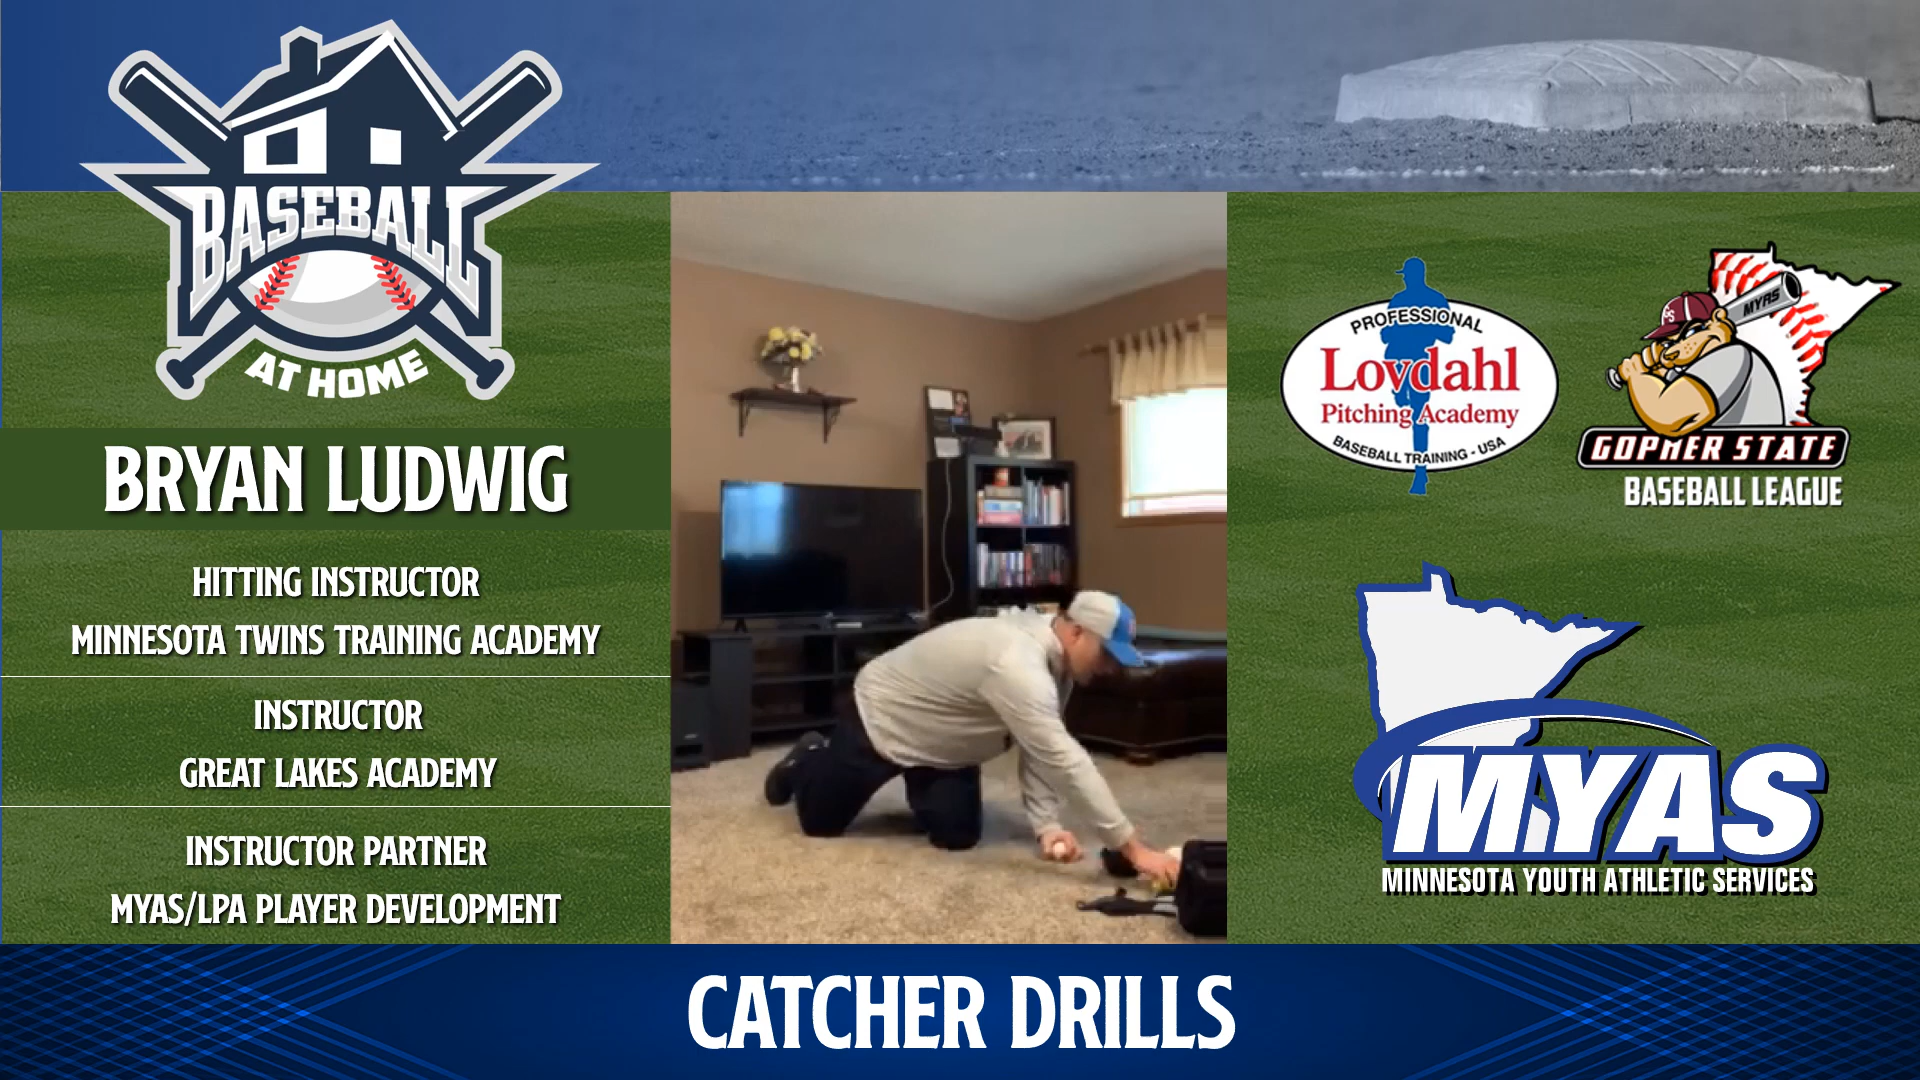 BASEBALL
AT HOME
BRYAN LUDWIG
HITTING INSTRUCTOR
MINNESOTA TWINS TRAINING ACADEMY
INSTRUCTOR
GREAT LAKES ACADEMY
INSTRUCTOR PARTNER
MYAS/LPA PLAYER DEVELOPMENT
PROFESSIONAL
Lovdahl
Pitching Academy
BASEBALL TRAINING - USA
MYAS
GS
GOPHER STATE
BASEBALL LEAGUE
MYAS
MINNESOTA YOUTH ATHLETIC SERVICES
CATCHER DRILLS